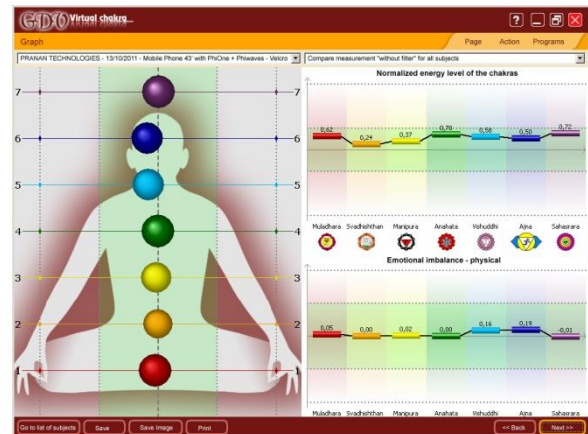 GDV Virtual chakra
Graph
Page Action Programs
PRANAN TECHNOLOGIES - 13/10/2011 - Mobile Phone 43' with PhiOne + Phiwaves - Velcro
Compare measurement "without filter" for all subjects
7 7
6 6
5 5
4 4
3 3
2 2
1 1
Normalized energy level of the chakras
0,62 0,24 0,37 0,70 0,58 0,50 0,72
Muladhara Svadhishthan Manipura Anahata Vishuddhi Ajna Sahasrara
Emotional imbalance - physical
0,05 0,00 0,02 0,00 0,16 0,19 -0,01
Muladhara Svadhishthan Manipura Anahata Vishuddhi Ajna Sahasrara
Go to list of subjects Save Save Image Print << Back Next >>